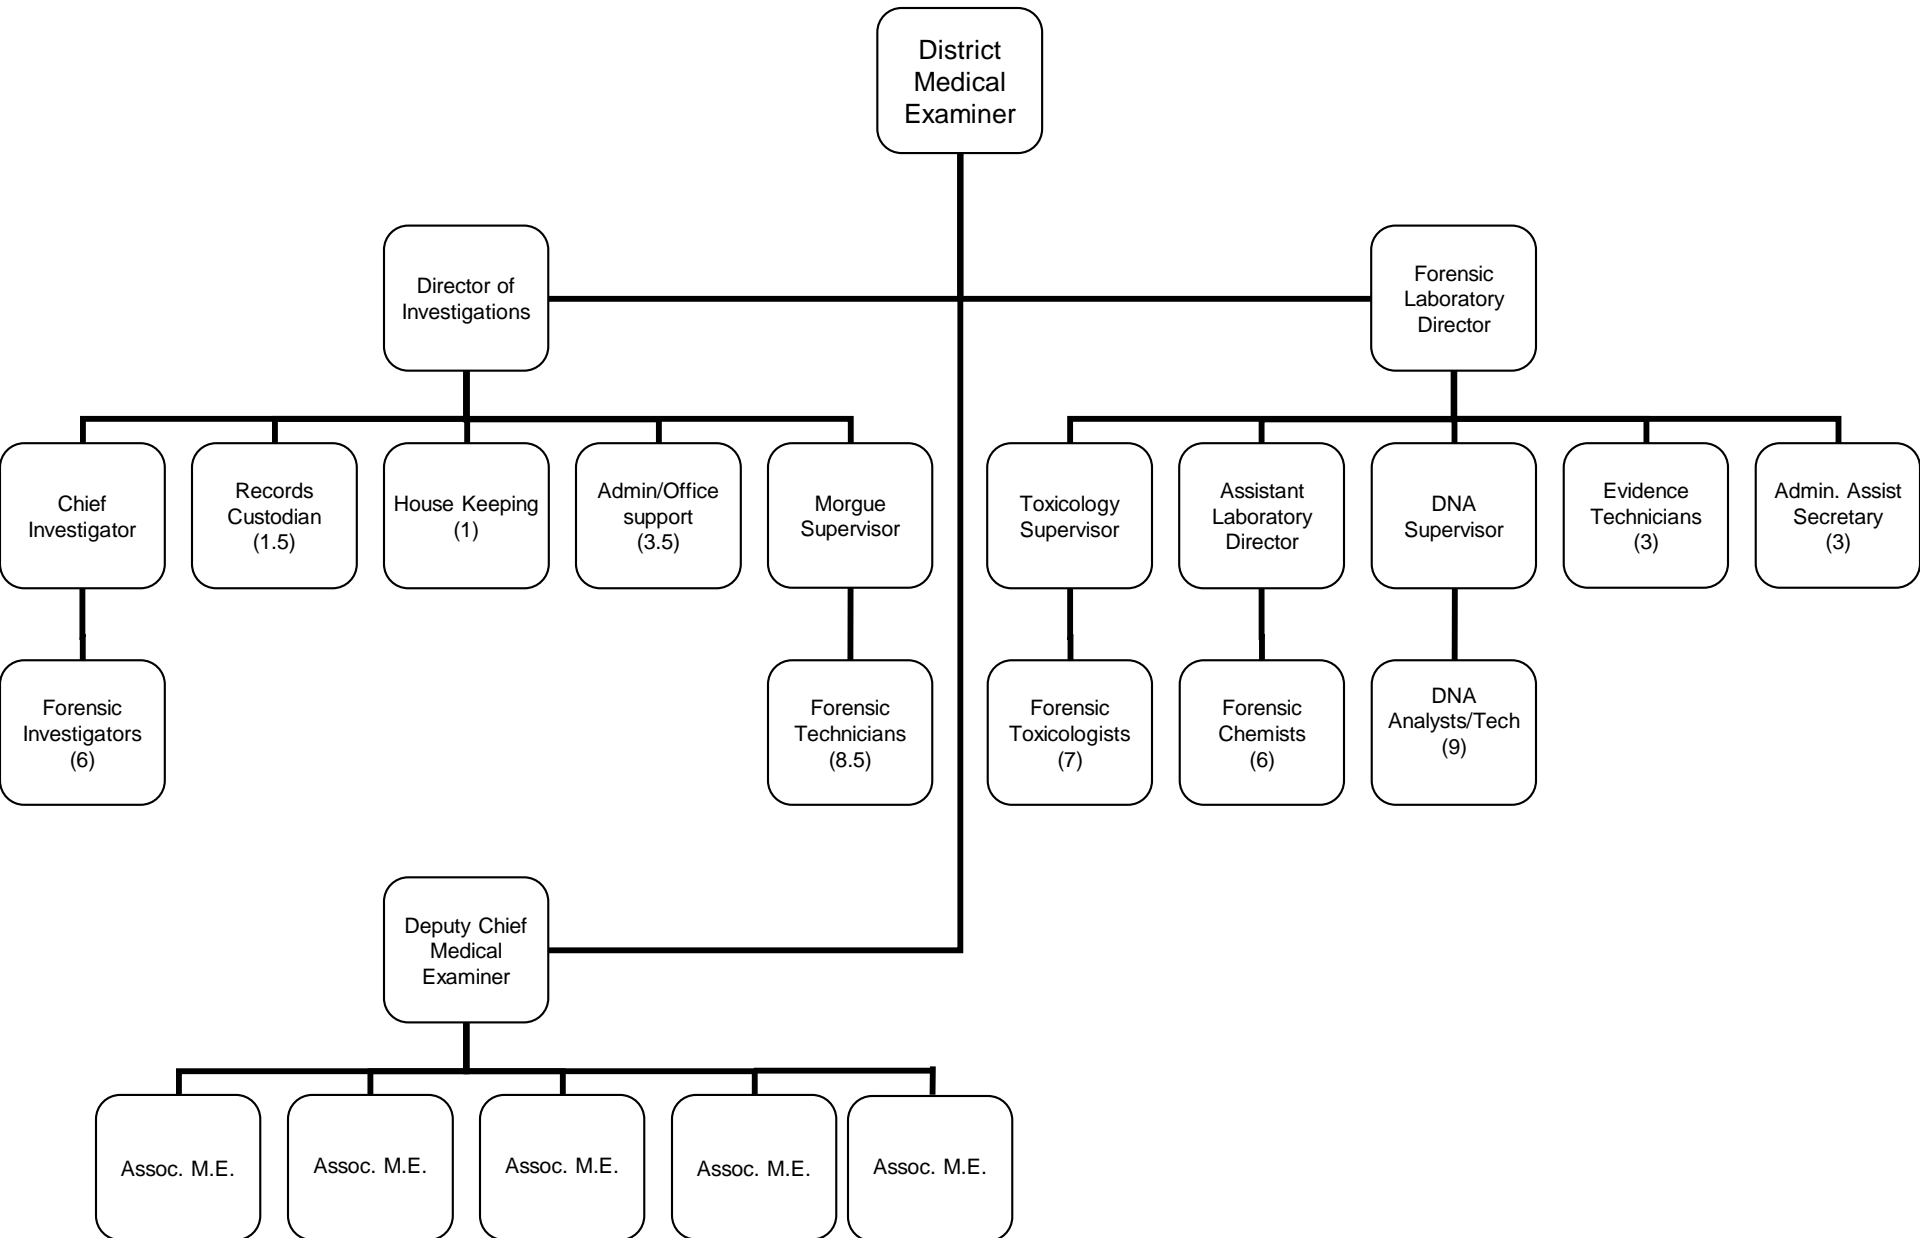 District
Medical
Examiner
Director of
Investigations
Forensic
Laboratory
Director
Chief
Investigator
Records
Custodian
(1.5)
House Keeping
(1)
Admin/Office
support
(3.5)
Morgue
Supervisor
Toxicology
Supervisor
Assistant
Laboratory
Director
DNA
Supervisor
Evidence
Technicians
(3)
Admin. Assist
Secretary
(3)
Forensic
Investigators
(6)
Forensic
Technicians
(8.5)
Forensic
Toxicologists
(7)
Forensic
Chemists
(6)
DNA
Analysts/Tech
(9)
Deputy Chief
Medical
Examiner
Assoc. M.E.
Assoc. M.E.
Assoc. M.E.
Assoc. M.E.
Assoc. M.E.